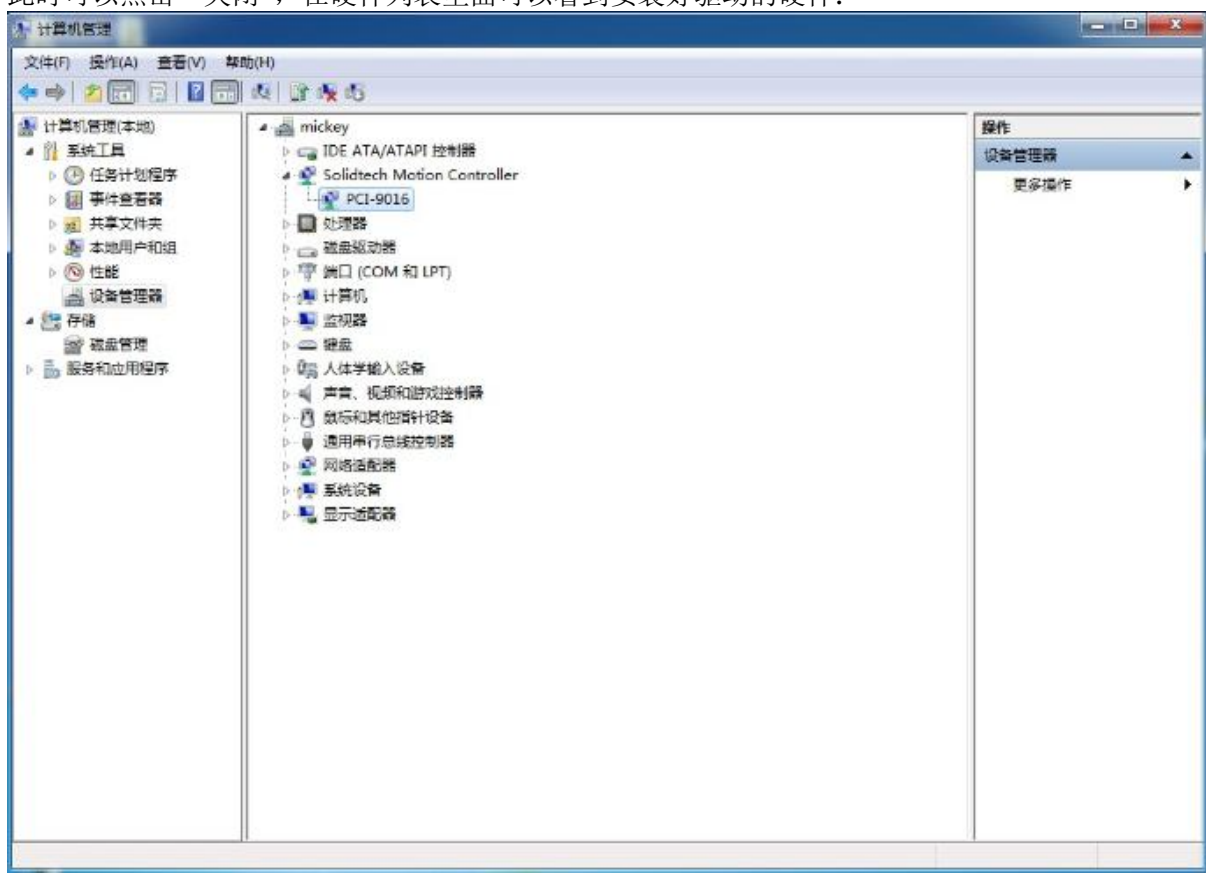 此时可以点击"关闭"，在硬件列表里面可以看到安装好驱动的硬件：
计算机管理
文件(F) 操作(A) 查看(V) 帮助(H)
计算机管理(本地)
系统工具
任务计划程序
事件查看器
共享文件夹
本地用户和组
性能
设备管理器
存储
磁盘管理
服务和应用程序
mickey
IDE ATA/ATAPI 控制器
Solidtech Motion Controller
PCI-9016
处理器
磁盘驱动器
端口 (COM 和 LPT)
计算机
监视器
键盘
人体学输入设备
声音、视频和游戏控制器
鼠标和其他指针设备
通用串行总线控制器
网络适配器
系统设备
显示适配器
操作
设备管理器
更多操作